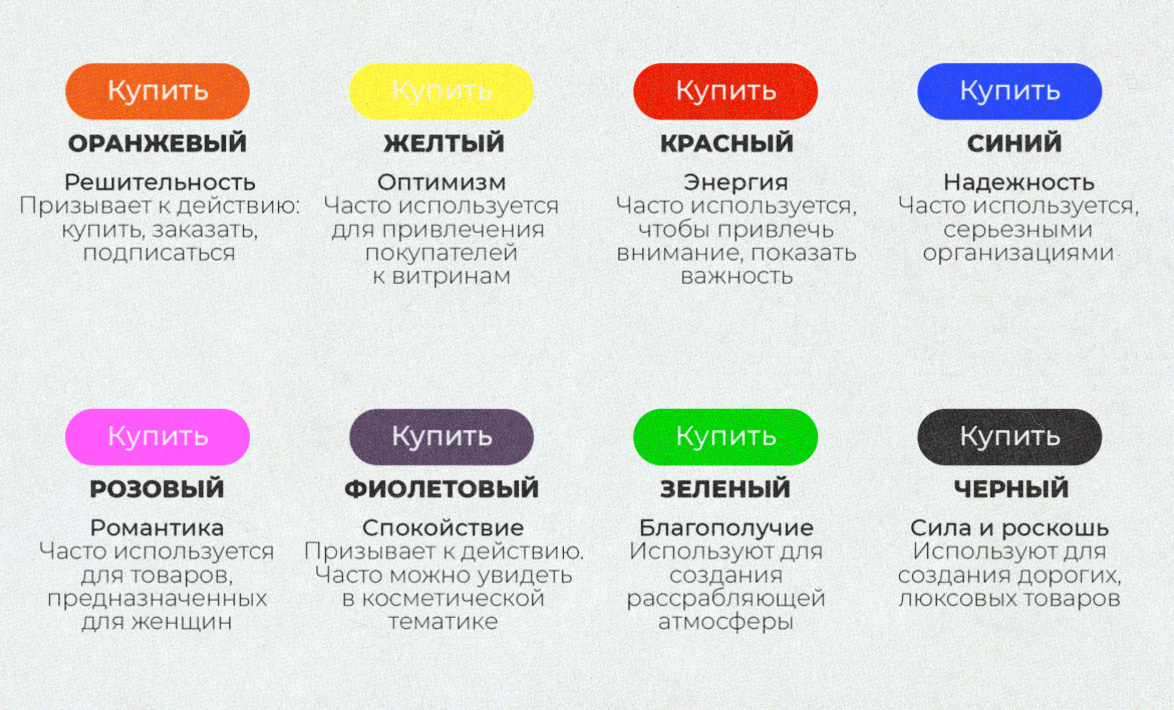 Купить
ОРАНЖЕВЫЙ
Решительность
Призывает к действию:
купить, заказать,
подписаться
Купить
ЖЕЛТЫЙ
Оптимизм
Часто используется
для привлечения
покупателей
к витринам
Купить
КРАСНЫЙ
Энергия
Часто используется,
чтобы привлечь
внимание, показать
важность
Купить
СИНИЙ
Надежность
Часто используется,
серьезными
организациями
Купить
РОЗОВЫЙ
Романтика
Часто используется
для товаров,
предназначенных
для женщин
Купить
ФИОЛЕТОВЫЙ
Спокойствие
Призывает к действию.
Часто можно увидеть
в косметической
тематике
Купить
ЗЕЛЕНЫЙ
Благополучие
Используют для
создания
рассрабляющей
атмосферы
Купить
ЧЕРНЫЙ
Сила и роскошь
Используют для
создания дорогих,
люксовых товаров